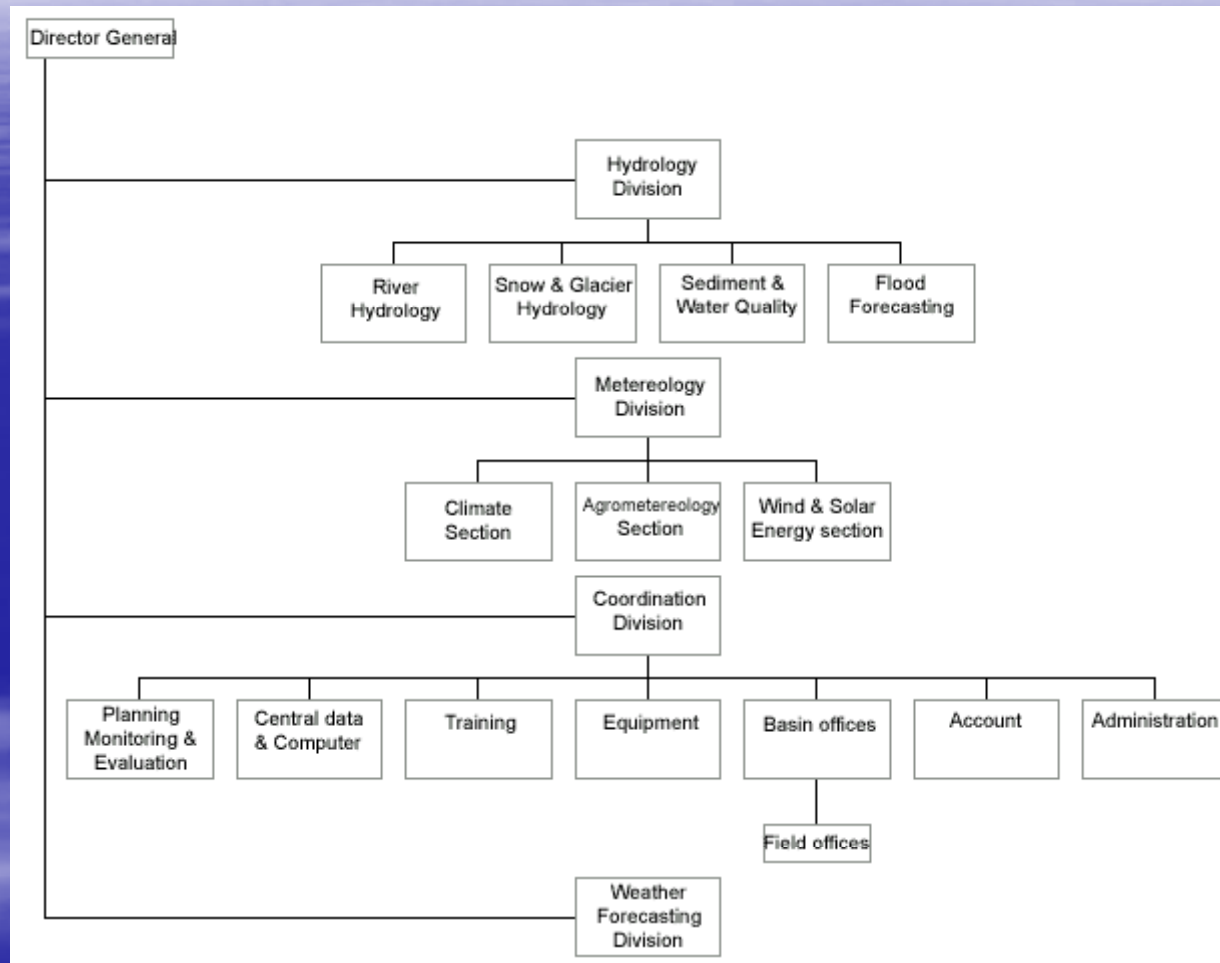 Director General
Hydrology
Division
River
Hydrology
Snow & Glacier
Hydrology
Sediment &
Water Quality
Flood
Forecasting
Metereology
Division
Climate
Section
Agrometereology
Section
Wind & Solar
Energy section
Coordination
Division
Planning
Monitoring &
Evaluation
Central data
& Computer
Training
Equipment
Basin offices
Account
Administration
Field offices
Weather
Forecasting
Division